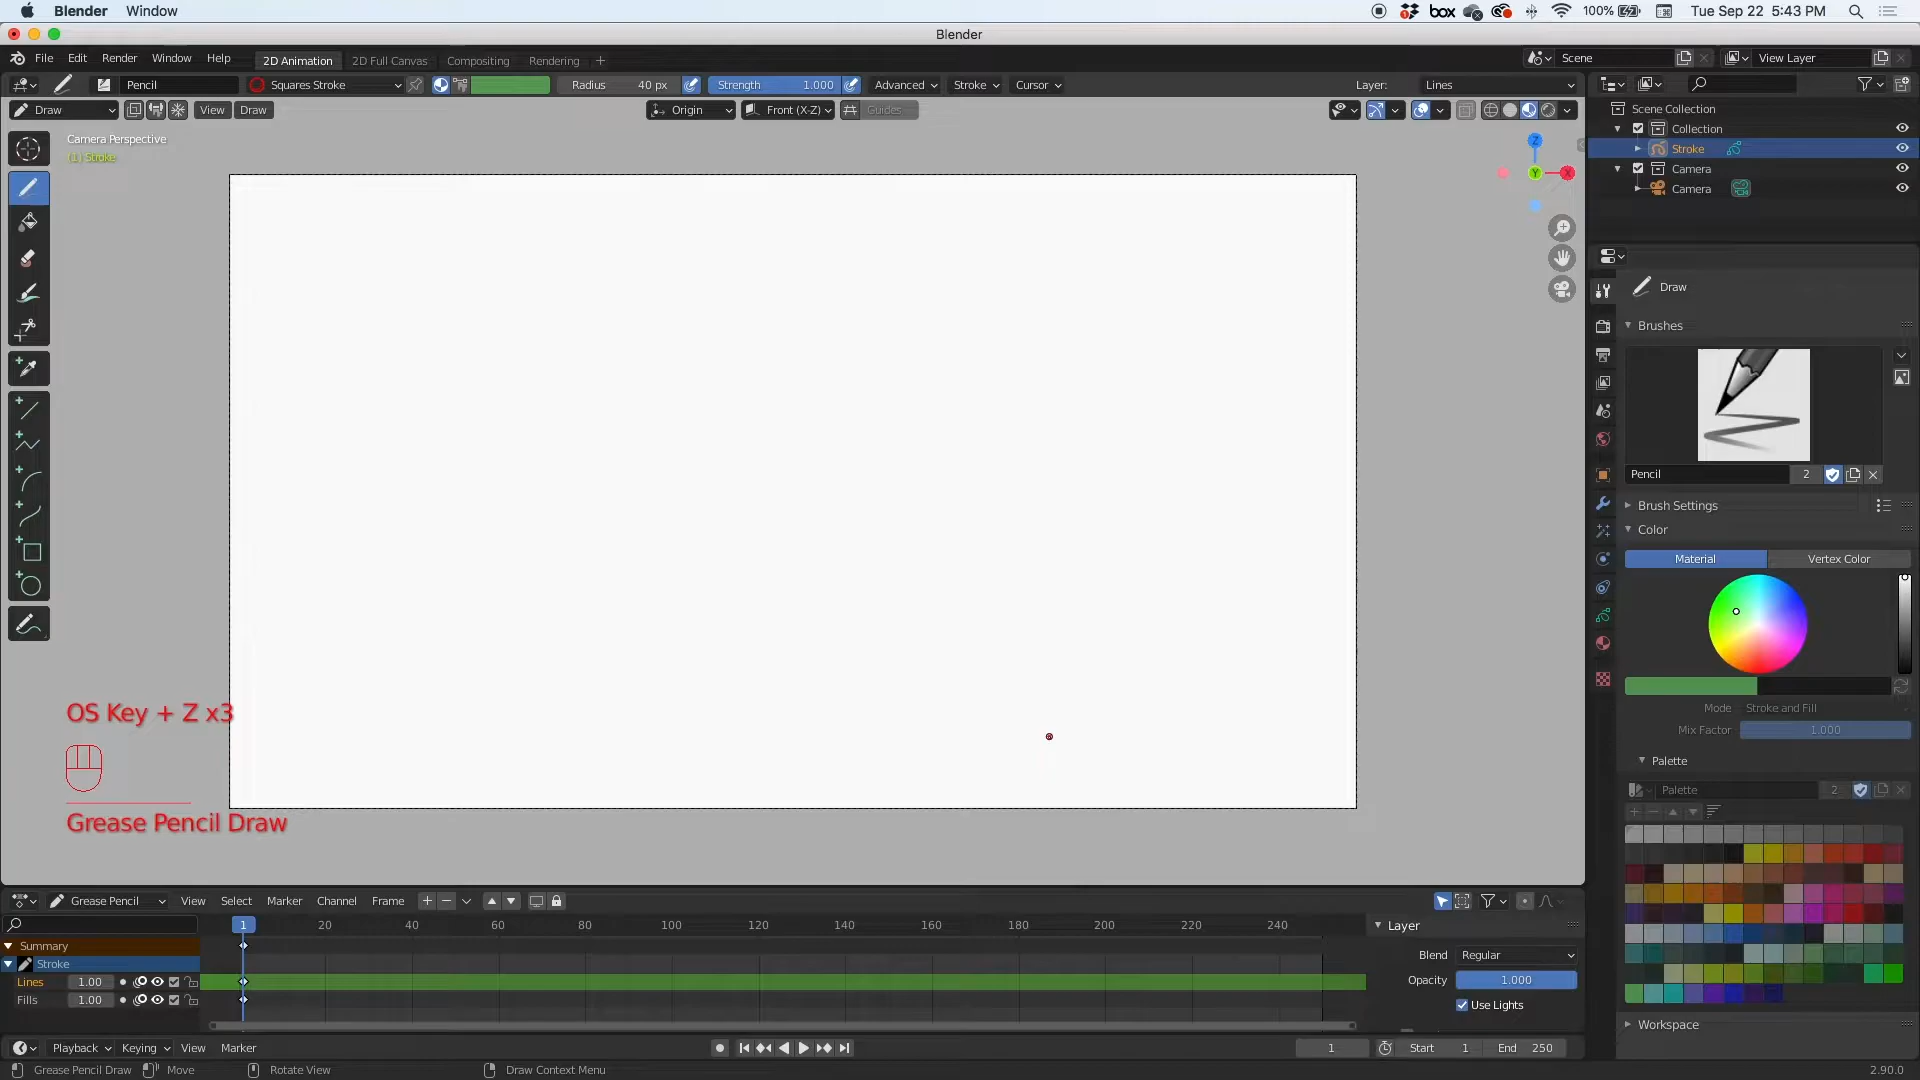 Blender Window box 100% Tue Sep 22 5:43 PM
Blender
File Edit Render Window Help 2D Animation 2D Full Canvas Compositing Rendering + Scene View Layer
Pencil Squares Stroke Radius 40 px Strength 1.000 Advanced Stroke Cursor Layer: Lines
Draw View Draw Origin Front (X-Z) Guides
Scene Collection
Collection
Stroke
Camera
Camera
Camera Perspective
(1) Stroke
Z
Y
X
Draw
Brushes
Pencil 2
Brush Settings
Color
Material Vertex Color
Mode Stroke and Fill
Mix Factor 1.000
Palette
Palette 2
Workspace
OS Key + Z x3
Grease Pencil Draw
Grease Pencil View Select Marker Channel Frame
1 20 40 60 80 100 120 140 160 180 200 220 240
Summary
Stroke
Lines 1.00
Fills 1.00
Layer
Blend Regular
Opacity 1.000
Use Lights
Playback Keying View Marker 1 Start 1 End 250
Grease Pencil Draw Move Rotate View Draw Context Menu 2.90.0